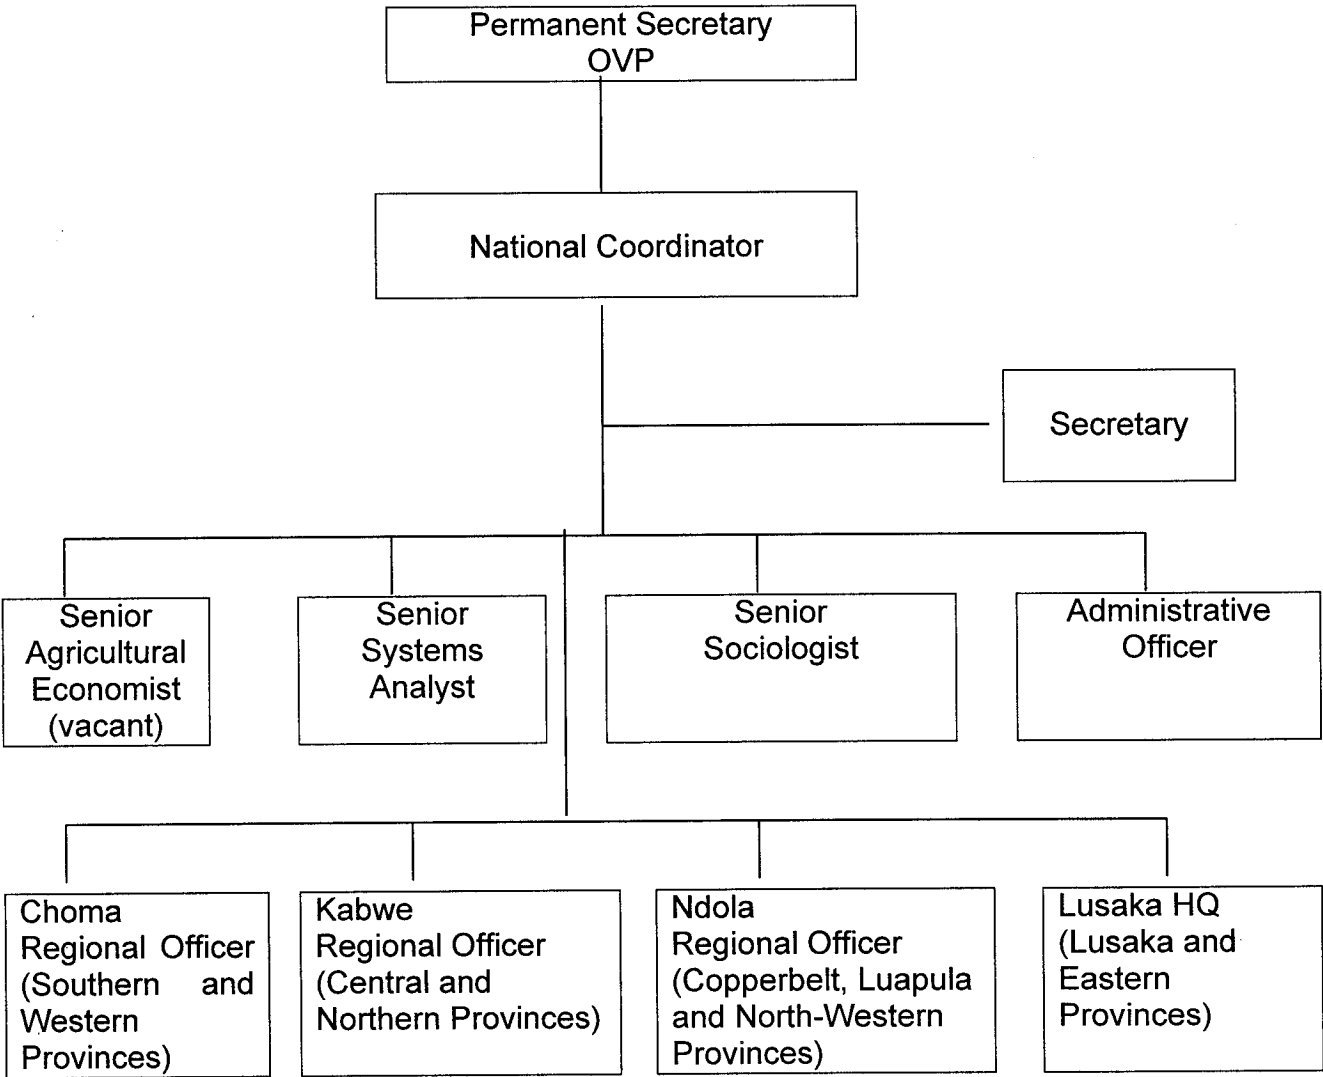 Permanent Secretary
OVP
National Coordinator
Secretary
Senior
Agricultural
Economist
(vacant)
Senior
Systems
Analyst
Senior
Sociologist
Administrative
Officer
Choma
Regional Officer
(Southern and
Western
Provinces)
Kabwe
Regional Officer
(Central and
Northern Provinces)
Ndola
Regional Officer
(Copperbelt, Luapula
and North-Western
Provinces)
Lusaka HQ
(Lusaka and
Eastern
Provinces)